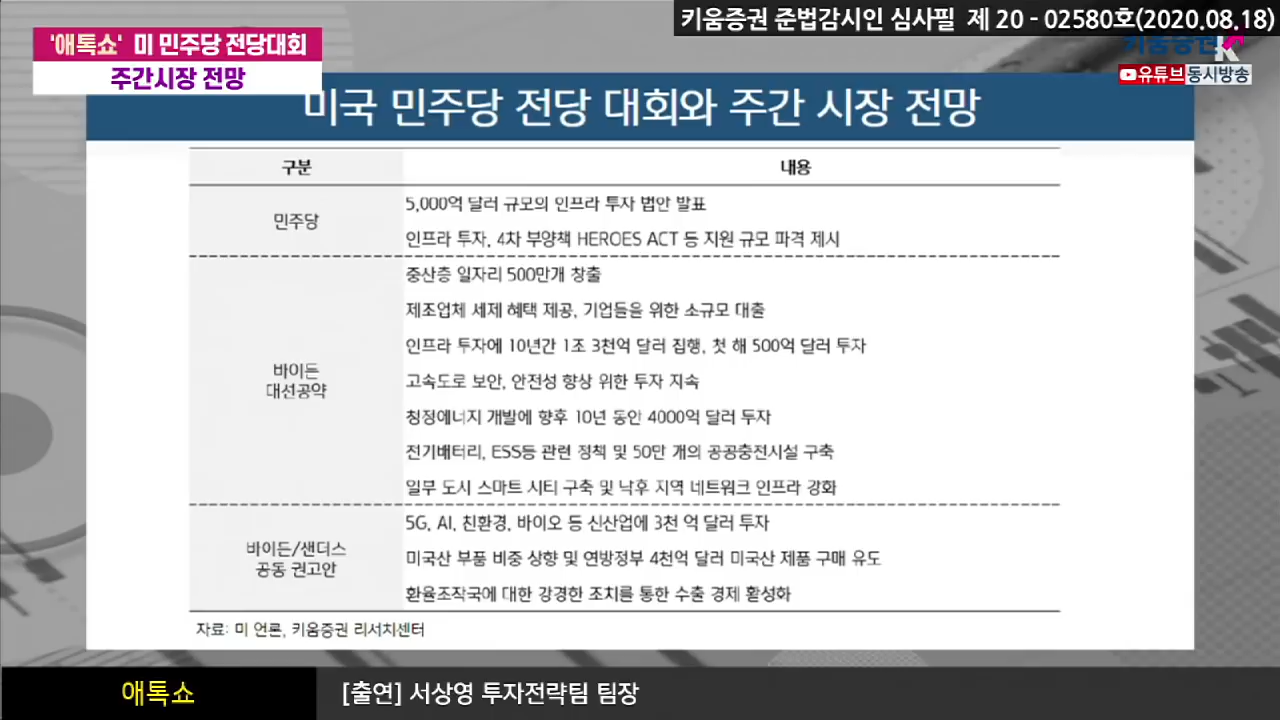 키움증권 준법감시인 심사필 제 20 - 02580호(2020.08.18)
'애톡쇼' 미 민주당 전당대회
주간시장 전망
키움증권
유튜브 동시방송
미국 민주당 전당 대회와 주간 시장 전망
구분 내용
민주당
5,000억 달러 규모의 인프라 투자 법안 발표
인프라 투자, 4차 부양책 HEROES ACT 등 지원 규모 파격 제시
바이든
대선공약
중산층 일자리 500만개 창출
제조업체 세제 혜택 제공, 기업들을 위한 소규모 대출
인프라 투자에 10년간 1조 3천억 달러 집행, 첫 해 500억 달러 투자
고속도로 보안, 안전성 향상 위한 투자 지속
청정에너지 개발에 향후 10년 동안 4000억 달러 투자
전기배터리, ESS등 관련 정책 및 50만 개의 공공충전시설 구축
일부 도시 스마트 시티 구축 및 낙후 지역 네트워크 인프라 강화
바이든/샌더스
공동 권고안
5G, AI, 친환경, 바이오 등 신산업에 3천 억 달러 투자
미국산 부품 비중 상향 및 연방정부 4천억 달러 미국산 제품 구매 유도
환율조작국에 대한 강경한 조치를 통한 수출 경제 활성화
자료: 미 언론, 키움증권 리서치센터
애톡쇼
[출연] 서상영 투자전략팀 팀장